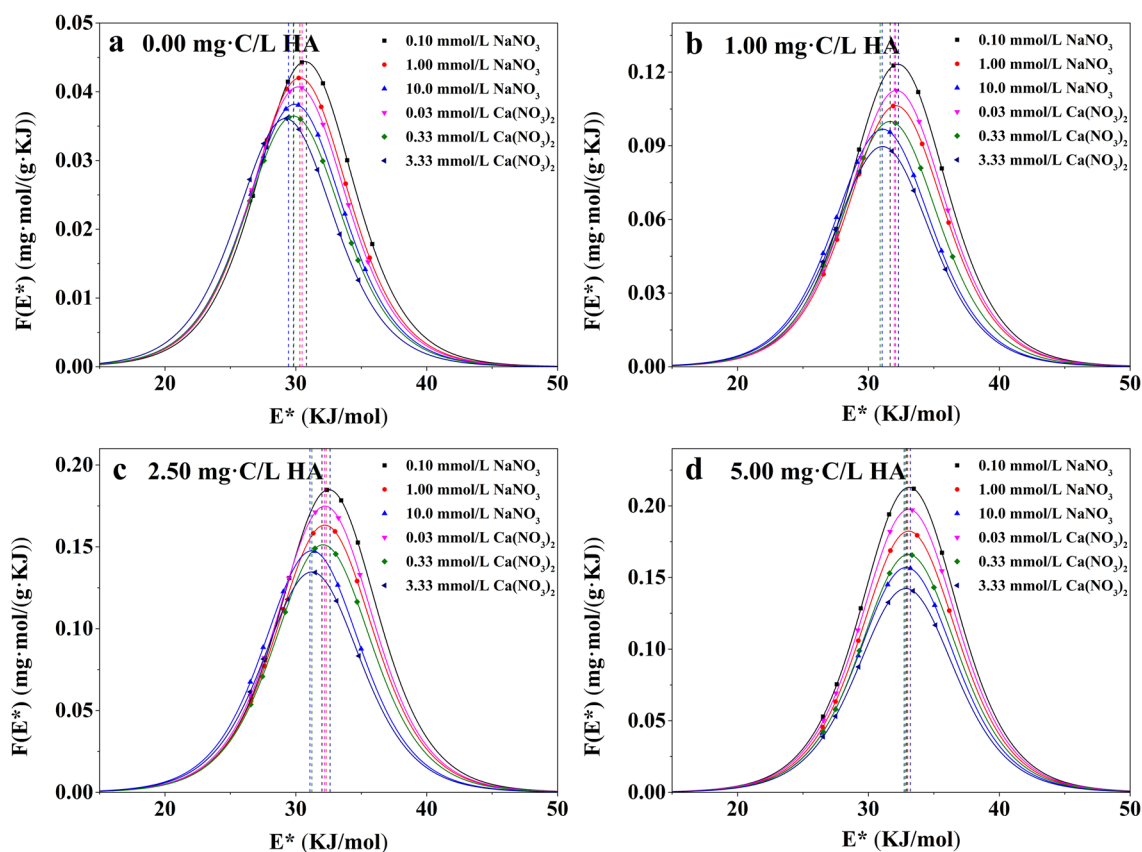 a 0.00 mg·C/L HA
0.10 mmol/L NaNO3
1.00 mmol/L NaNO3
10.0 mmol/L NaNO3
0.03 mmol/L Ca(NO3)2
0.33 mmol/L Ca(NO3)2
3.33 mmol/L Ca(NO3)2
0.05
0.04
0.03
0.02
0.01
0.00
F(E*) (mg·mol/(g·KJ))
20 30 40 50
E* (KJ/mol)
b 1.00 mg·C/L HA
0.10 mmol/L NaNO3
1.00 mmol/L NaNO3
10.0 mmol/L NaNO3
0.03 mmol/L Ca(NO3)2
0.33 mmol/L Ca(NO3)2
3.33 mmol/L Ca(NO3)2
0.12
0.09
0.06
0.03
0.00
F(E*) (mg·mol/(g·KJ))
20 30 40 50
E* (KJ/mol)
c 2.50 mg·C/L HA
0.10 mmol/L NaNO3
1.00 mmol/L NaNO3
10.0 mmol/L NaNO3
0.03 mmol/L Ca(NO3)2
0.33 mmol/L Ca(NO3)2
3.33 mmol/L Ca(NO3)2
0.20
0.15
0.10
0.05
0.00
F(E*) (mg·mol/(g·KJ))
20 30 40 50
E* (KJ/mol)
d 5.00 mg·C/L HA
0.10 mmol/L NaNO3
1.00 mmol/L NaNO3
10.0 mmol/L NaNO3
0.03 mmol/L Ca(NO3)2
0.33 mmol/L Ca(NO3)2
3.33 mmol/L Ca(NO3)2
0.20
0.15
0.10
0.05
0.00
F(E*) (mg·mol/(g·KJ))
20 30 40 50
E* (KJ/mol)